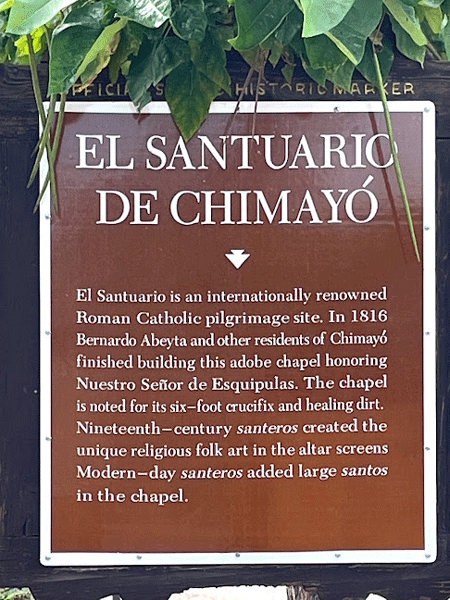 OFFICIAL HISTORIC MARKER
EL SANTUARIO
DE CHIMAYÓ
El Santuario is an internationally renowned
Roman Catholic pilgrimage site. In 1816
Bernardo Abeyta and other residents of Chimayó
finished building this adobe chapel honoring
Nuestro Señor de Esquipulas. The chapel
is noted for its six–foot crucifix and healing dirt.
Nineteenth–century santeros created the
unique religious folk art in the altar screens
Modern–day santeros added large santos
in the chapel.